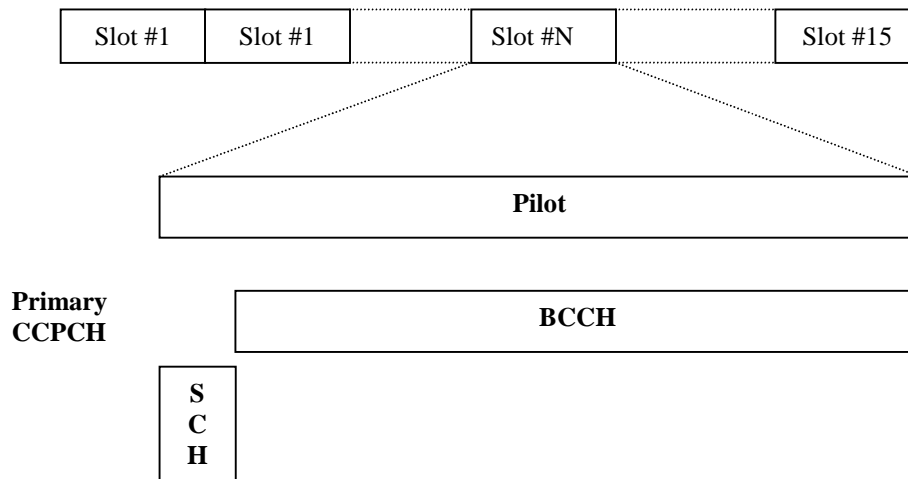 Slot #1 Slot #1 Slot #N Slot #15
Pilot
Primary
CCPCH
BCCH
S
C
H